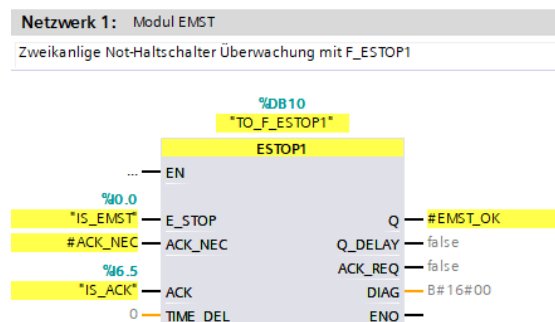 Netzwerk 1: Modul EMST
Zweikanlige Not-Haltschalter Überwachung mit F_ESTOP1
%DB10
"TO_F_ESTOP1"
ESTOP1
... EN
%I0.0
"IS_EMST" E_STOP Q #EMST_OK
#ACK_NEC ACK_NEC Q_DELAY false
ACK_REQ false
%I6.5
"IS_ACK" ACK DIAG B#16#00
0 TIME_DEL ENO